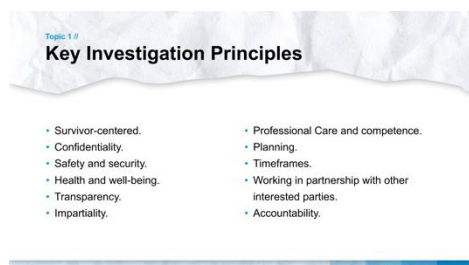 Topic 1 //
Key Investigation Principles
• Survivor-centered.
• Confidentiality.
• Safety and security.
• Health and well-being.
• Transparency.
• Impartiality.
• Professional Care and competence.
• Planning.
• Timeframes.
• Working in partnership with other
interested parties.
• Accountability.